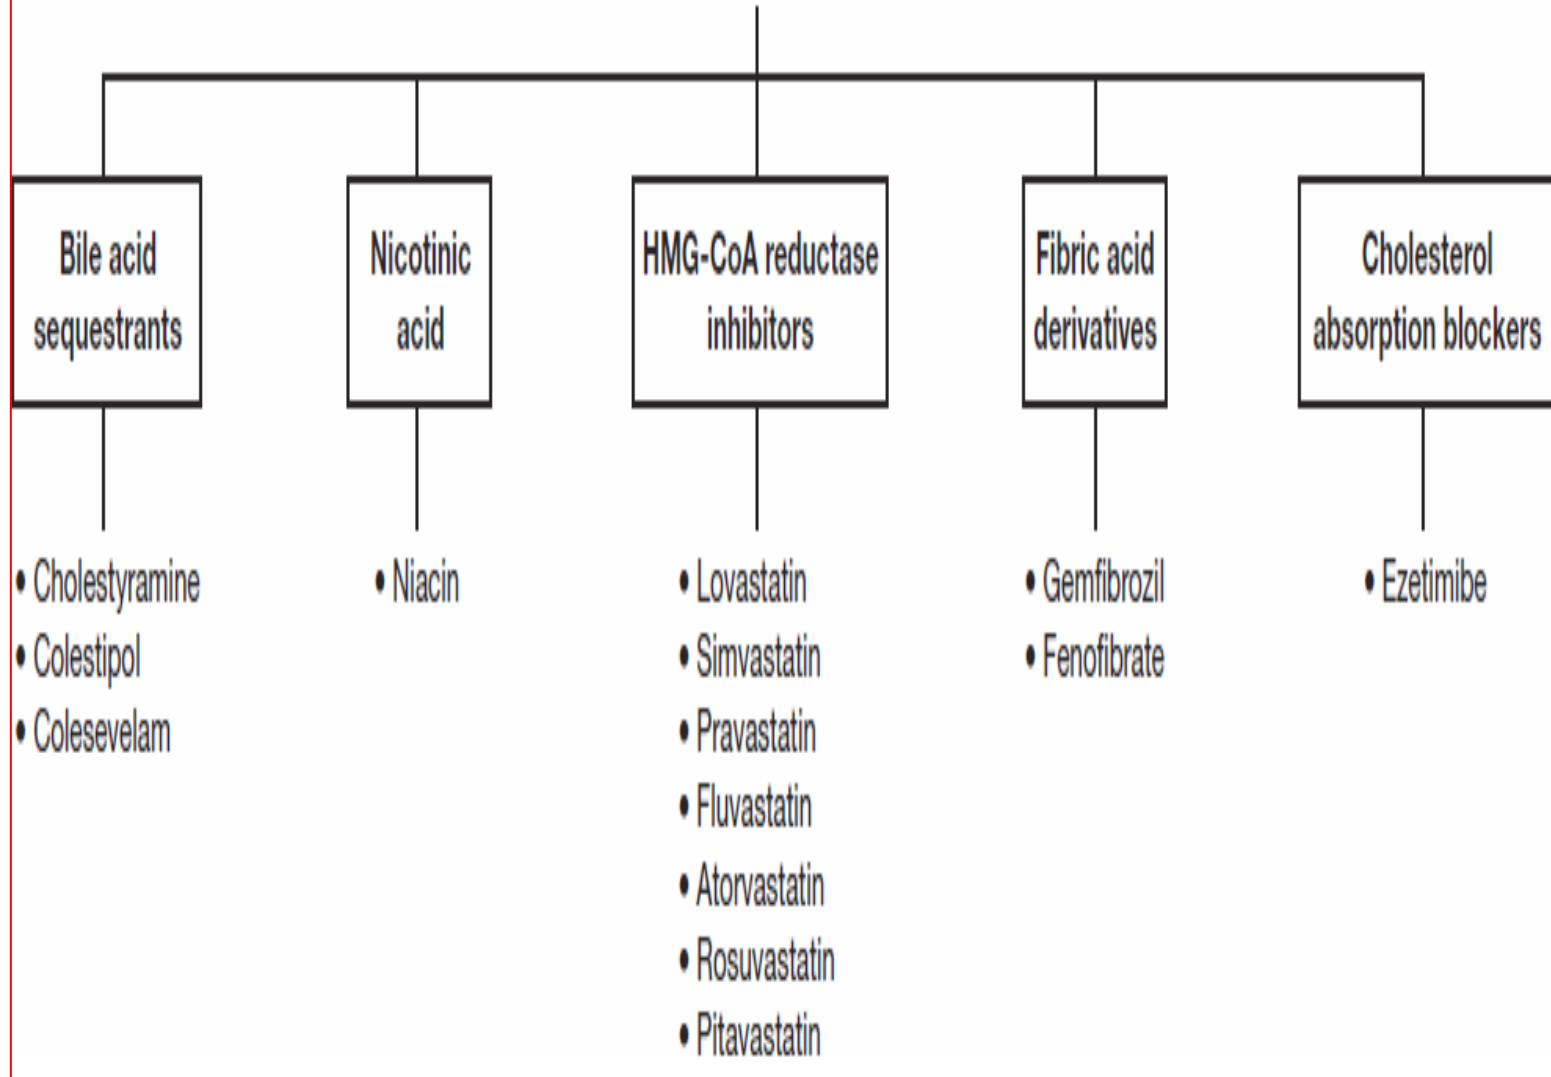 Bile acid
sequestrants
Nicotinic
acid
HMG-CoA reductase
inhibitors
Fibric acid
derivatives
Cholesterol
absorption blockers
• Cholestyramine
• Colestipol
• Colesevelam
• Niacin
• Lovastatin
• Simvastatin
• Pravastatin
• Fluvastatin
• Atorvastatin
• Rosuvastatin
• Pitavastatin
• Gemfibrozil
• Fenofibrate
• Ezetimibe